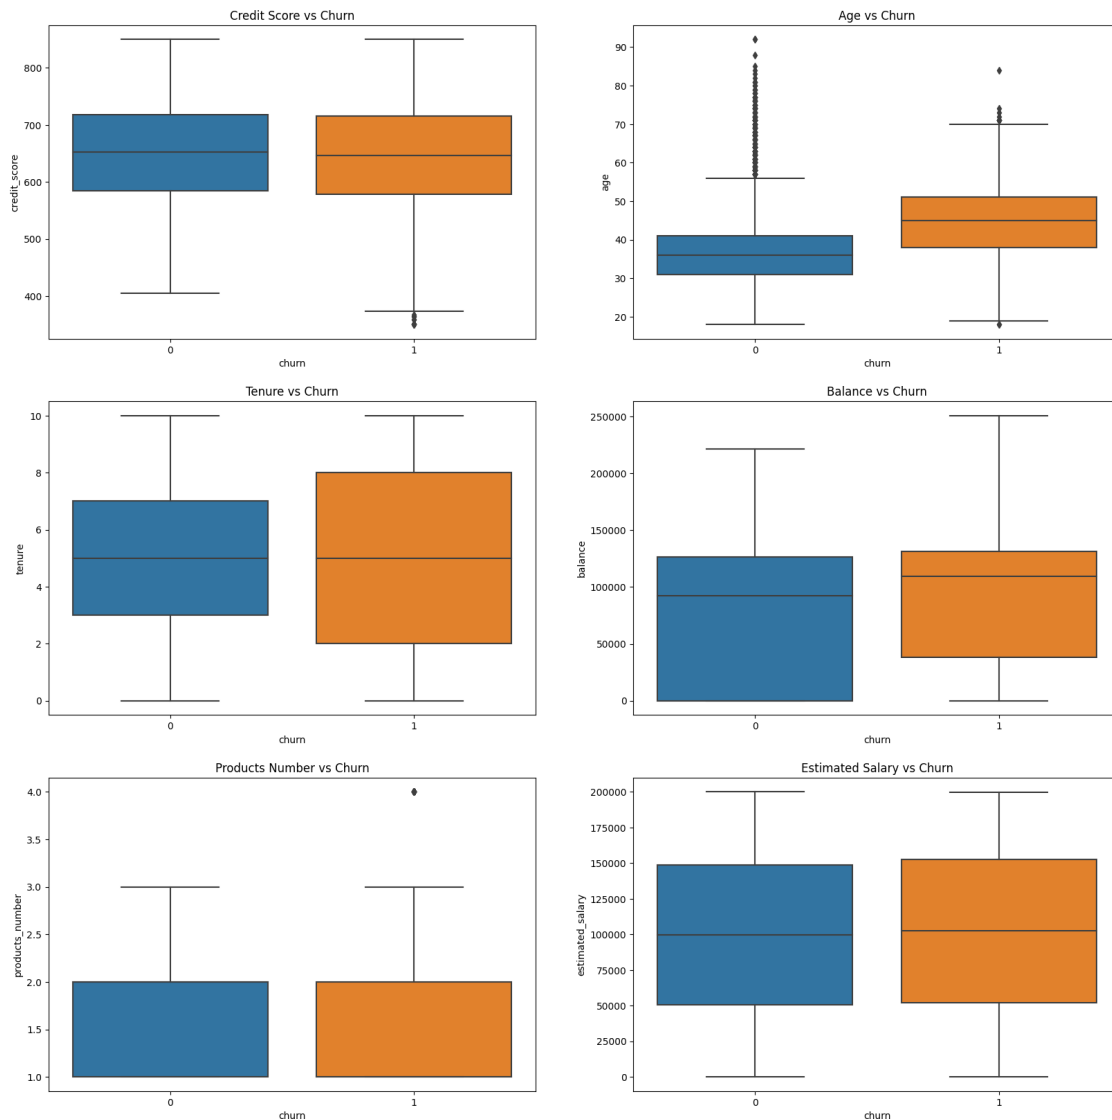 Credit Score vs Churn
800
700
600
500
400
credit_score
0
1
churn
Age vs Churn
90
80
70
60
50
40
30
20
age
0
1
churn
Tenure vs Churn
10
8
6
4
2
0
tenure
0
1
churn
Balance vs Churn
250000
200000
150000
100000
50000
0
balance
0
1
churn
Products Number vs Churn
4.0
3.5
3.0
2.5
2.0
1.5
1.0
products_number
0
1
churn
Estimated Salary vs Churn
200000
175000
150000
125000
100000
75000
50000
25000
0
estimated_salary
0
1
churn